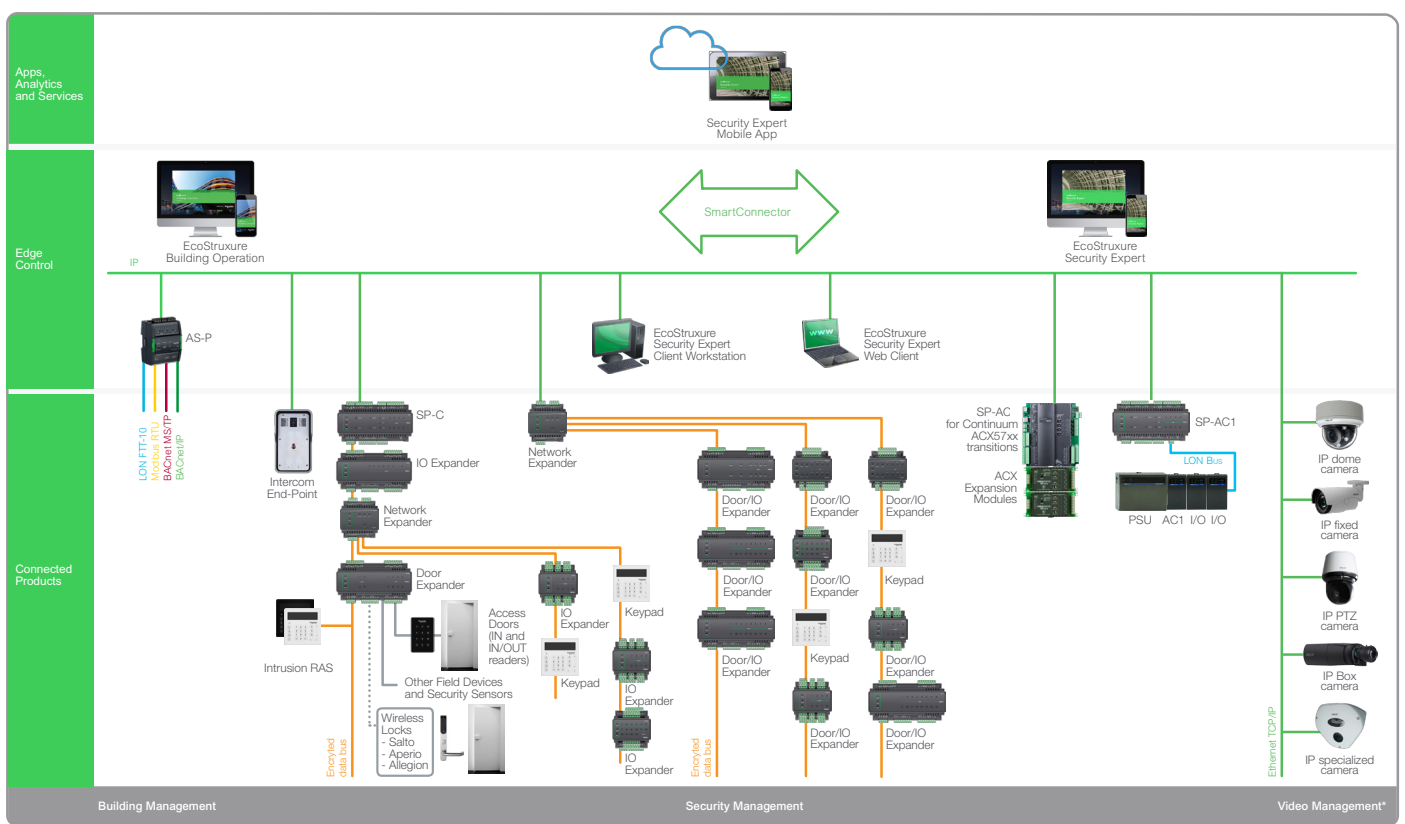 Apps,
Analytics
and Services
Security Expert
Mobile App
Edge
Control
EcoStruxure
Building Operation
SmartConnector
EcoStruxure
Security Expert
IP
AS-P
EcoStruxure
Security Expert
Client Workstation
www
EcoStruxure
Security Expert
Web Client
LON FTT-10
Modbus RTU
BACnet MS/TP
BACnet/IP
Connected
Products
Intercom
End-Point
SP-C
IO Expander
Network
Expander
Door
Expander
Intrusion RAS
Access
Doors
(IN and
IN/OUT
readers)
Other Field Devices
and Security Sensors
Wireless
Locks
- Salto
- Aperio
- Allegion
Encryted
data bus
IO
Expander
Keypad
Keypad
IO
Expander
IO
Expander
Network
Expander
Door/IO
Expander
Door/IO
Expander
Door/IO
Expander
Encryted
data bus
Door/IO
Expander
Door/IO
Expander
Keypad
Door/IO
Expander
Door/IO
Expander
Keypad
Door/IO
Expander
Door/IO
Expander
SP-AC
for Continuum
ACX57xx
transitions
ACX
Expansion
Modules
SP-AC1
LON Bus
PSU AC1 I/O I/O
Ethernet TCP/IP
IP dome
camera
IP fixed
camera
IP PTZ
camera
IP Box
camera
IP specialized
camera
Building Management
Security Management
Video Management*